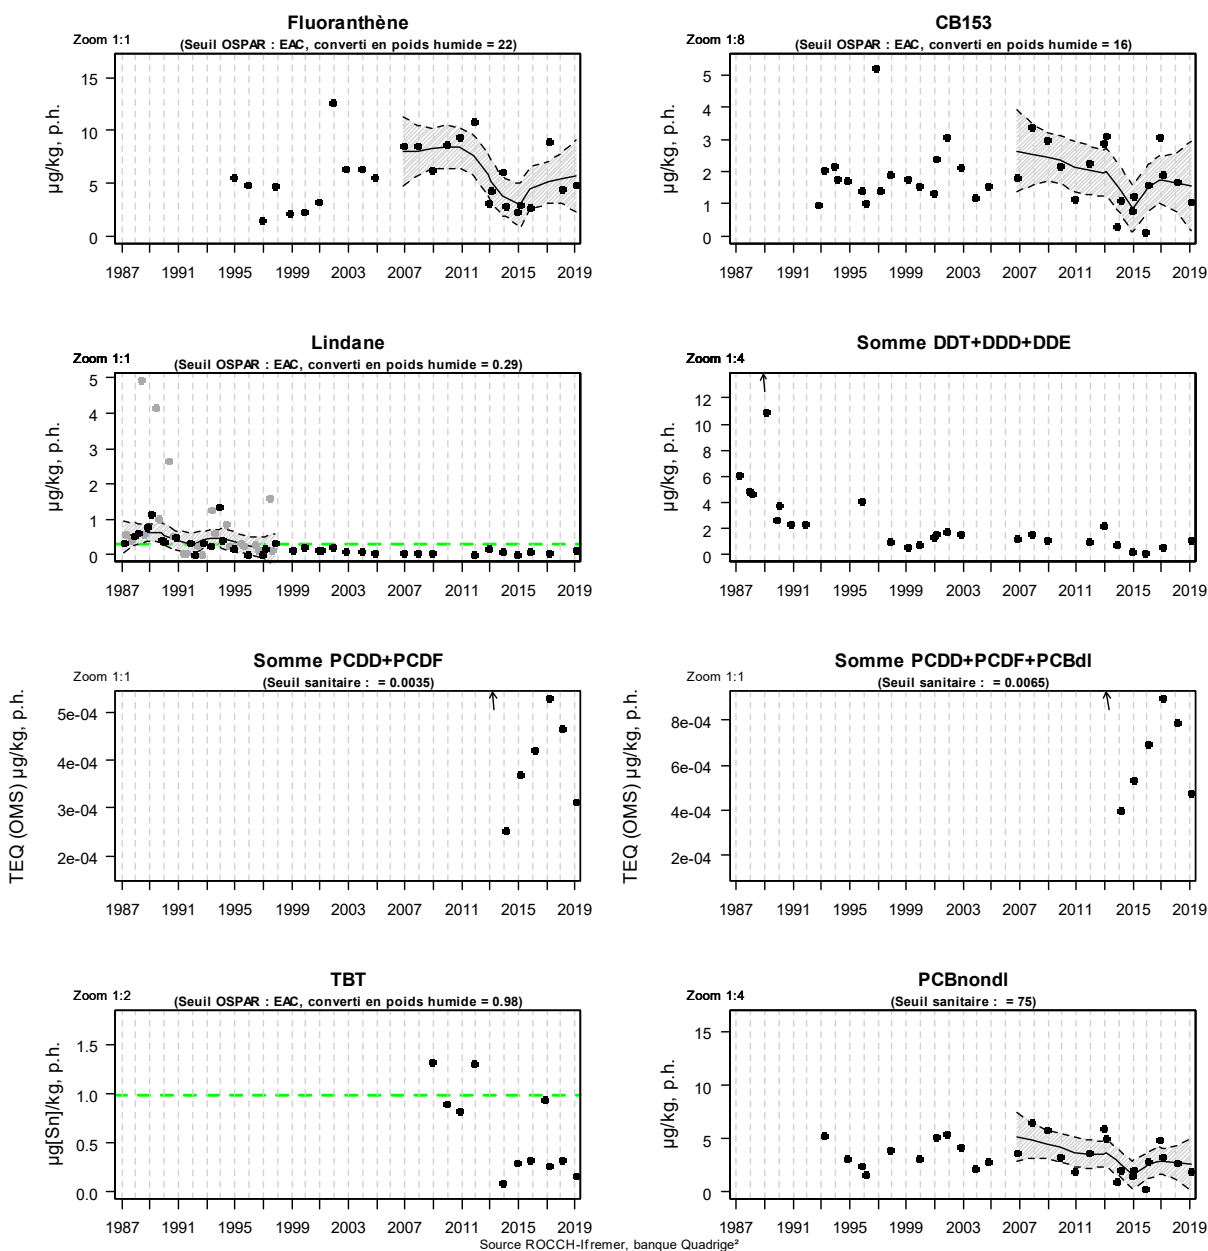 Fluoranthène
Zoom 1:1
(Seuil OSPAR : EAC, converti en poids humide = 22)
µg/kg, p.h.
15
10
5
0
1987 1991 1995 1999 2003 2007 2011 2015 2019
CB153
Zoom 1:8
(Seuil OSPAR : EAC, converti en poids humide = 16)
µg/kg, p.h.
5
4
3
2
1
0
1987 1991 1995 1999 2003 2007 2011 2015 2019
Lindane
Zoom 1:1
(Seuil OSPAR : EAC, converti en poids humide = 0.29)
µg/kg, p.h.
5
4
3
2
1
0
1987 1991 1995 1999 2003 2007 2011 2015 2019
Somme DDT+DDD+DDE
Zoom 1:4
µg/kg, p.h.
12
10
8
6
4
2
0
1987 1991 1995 1999 2003 2007 2011 2015 2019
Somme PCDD+PCDF
Zoom 1:1
(Seuil sanitaire : = 0.0035)
TEQ (OMS) µg/kg, p.h.
5e-04
4e-04
3e-04
2e-04
1987 1991 1995 1999 2003 2007 2011 2015 2019
Somme PCDD+PCDF+PCBdl
Zoom 1:1
(Seuil sanitaire : = 0.0065)
TEQ (OMS) µg/kg, p.h.
8e-04
6e-04
4e-04
2e-04
1987 1991 1995 1999 2003 2007 2011 2015 2019
TBT
Zoom 1:2
(Seuil OSPAR : EAC, converti en poids humide = 0.98)
µg[Sn]/kg, p.h.
1.5
1.0
0.5
0.0
1987 1991 1995 1999 2003 2007 2011 2015 2019
PCBnondl
Zoom 1:4
(Seuil sanitaire : = 75)
µg/kg, p.h.
15
10
5
0
1987 1991 1995 1999 2003 2007 2011 2015 2019
Source ROCCH-Ifremer, banque Quadrige²